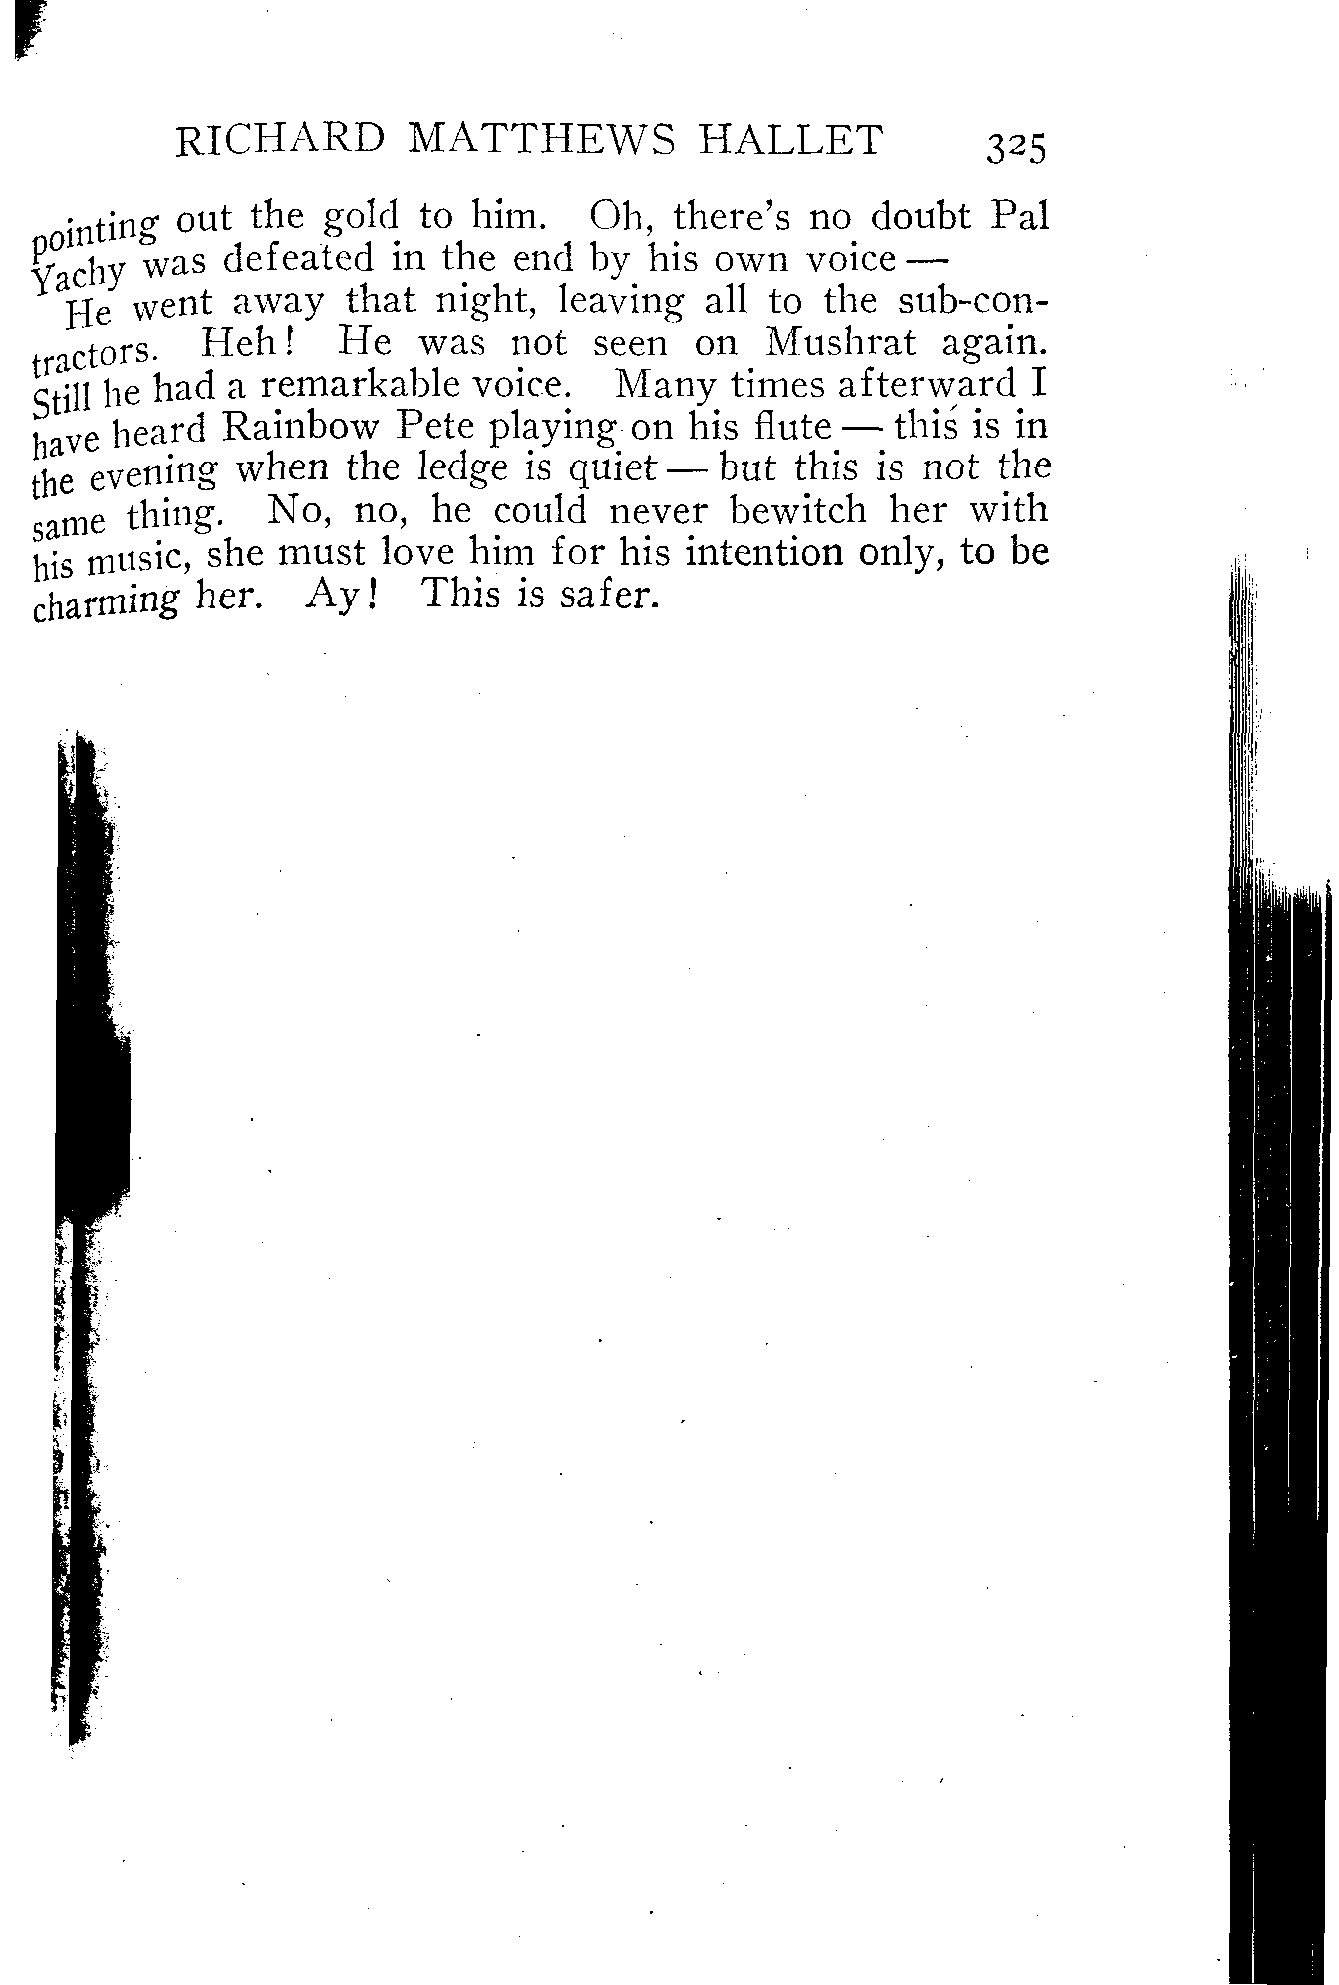 RICHARD MATTHEWS HALLET 325
pointing out the gold to him. Oh, there's no doubt Pal
Yachy was defeated in the end by his own voice —
He went away that night, leaving all to the sub-con-
tractors. Heh! He was not seen on Mushrat again.
Still he had a remarkable voice. Many times afterward I
have heard Rainbow Pete playing on his flute — this is in
the evening when the ledge is quiet — but this is not the
same thing. No, no, he could never bewitch her with
his music, she must love him for his intention only, to be
charming her. Ay! This is safer.